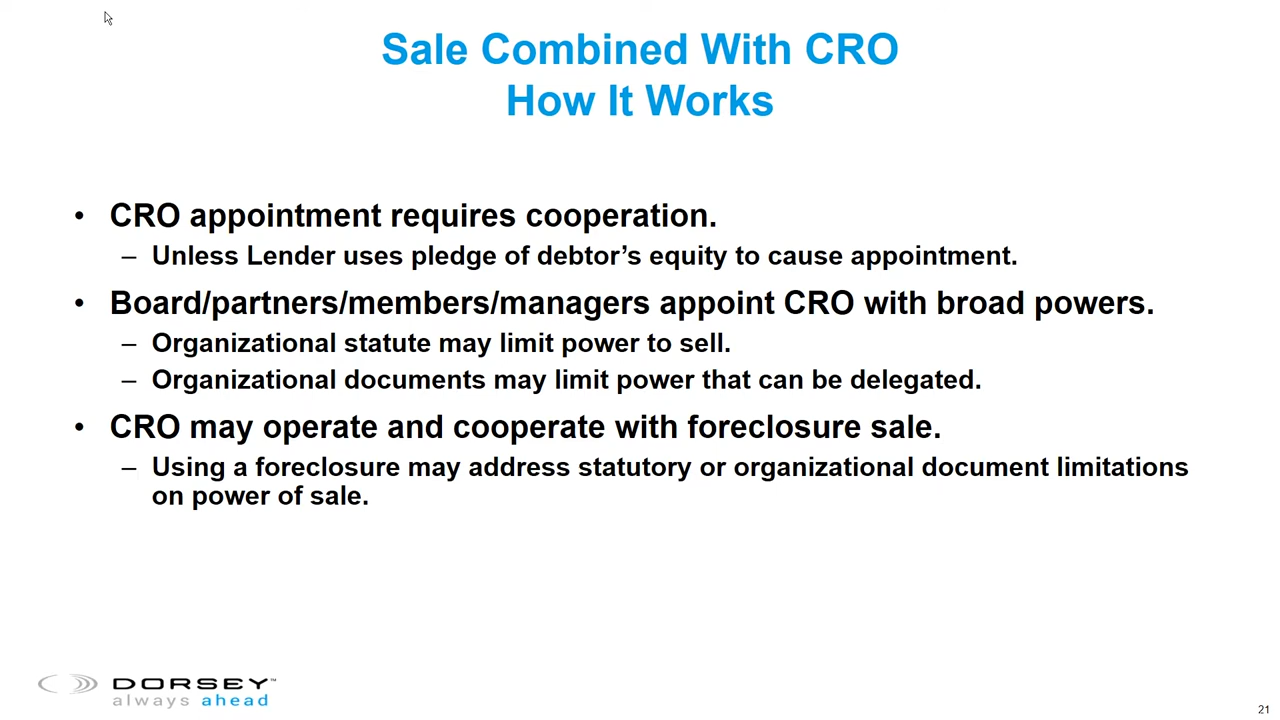 Sale Combined With CRO
How It Works
• CRO appointment requires cooperation.
– Unless Lender uses pledge of debtor’s equity to cause appointment.
• Board/partners/members/managers appoint CRO with broad powers.
– Organizational statute may limit power to sell.
– Organizational documents may limit power that can be delegated.
• CRO may operate and cooperate with foreclosure sale.
– Using a foreclosure may address statutory or organizational document limitations
on power of sale.
DORSEY™
always ahead
21